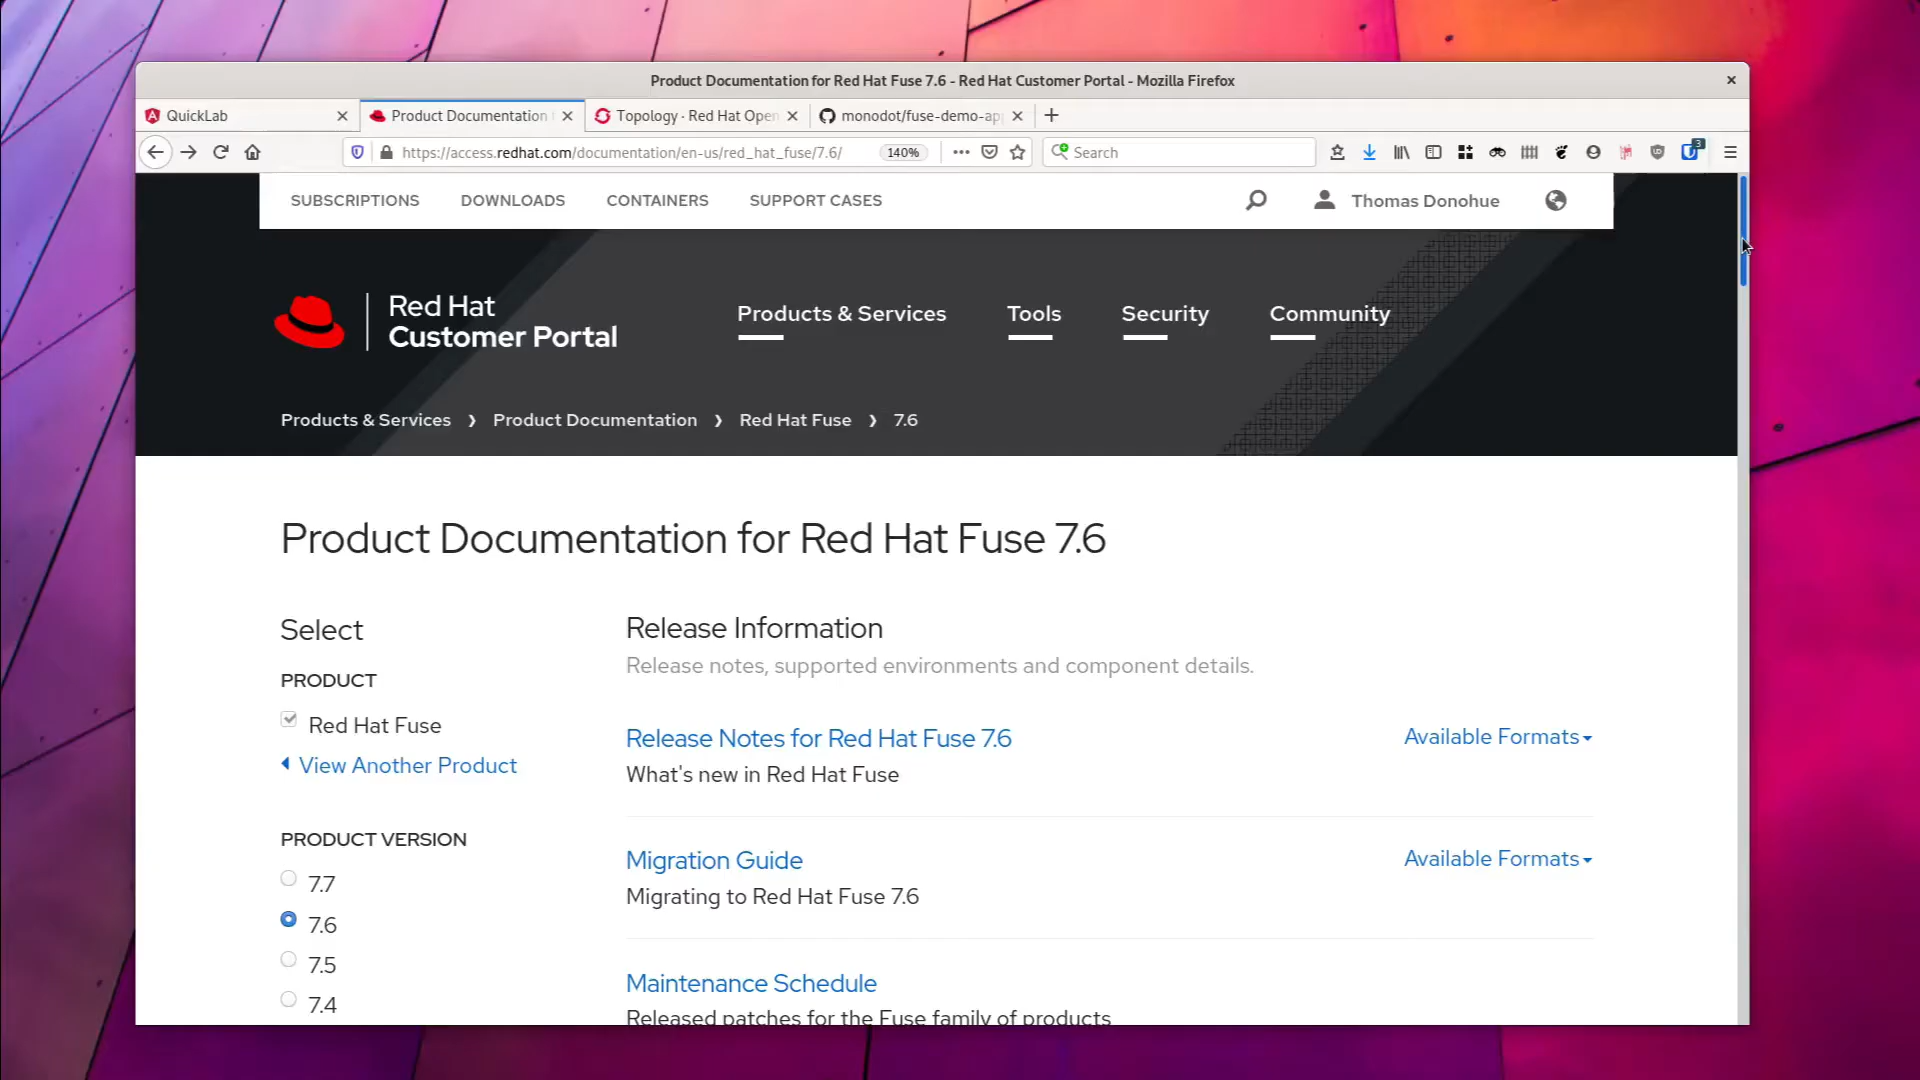 Product Documentation for Red Hat Fuse 7.6 - Red Hat Customer Portal - Mozilla Firefox
QuickLab
Product Documentation
Topology · Red Hat Open
monodot/fuse-demo-app
https://access.redhat.com/documentation/en-us/red_hat_fuse/7.6/
140%
Search
3
SUBSCRIPTIONS DOWNLOADS CONTAINERS SUPPORT CASES
Thomas Donohue
Red Hat
Customer Portal
Products & Services Tools Security Community
Products & Services ❯ Product Documentation ❯ Red Hat Fuse ❯ 7.6
Product Documentation for Red Hat Fuse 7.6
Select
PRODUCT
Red Hat Fuse
View Another Product
PRODUCT VERSION
7.7
7.6
7.5
7.4
Release Information
Release notes, supported environments and component details.
Release Notes for Red Hat Fuse 7.6
Available Formats
What's new in Red Hat Fuse
Migration Guide
Available Formats
Migrating to Red Hat Fuse 7.6
Maintenance Schedule
Released patches for the Fuse family of products